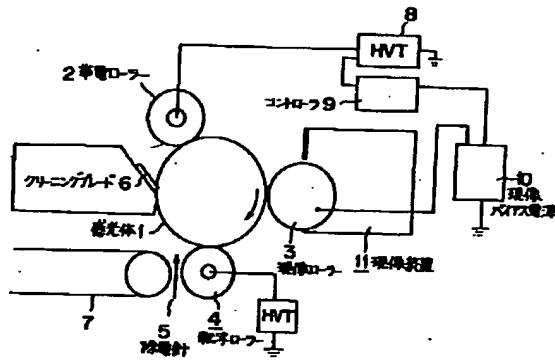 8
HVT
2 帯電ローラー
コントローラ 9
クリーニングブレード 6
感光体 1
10
現像
バイアス電源
3
現像ローラー
11 現像装置
7
5
除電針
4
転写ローラー
HVT